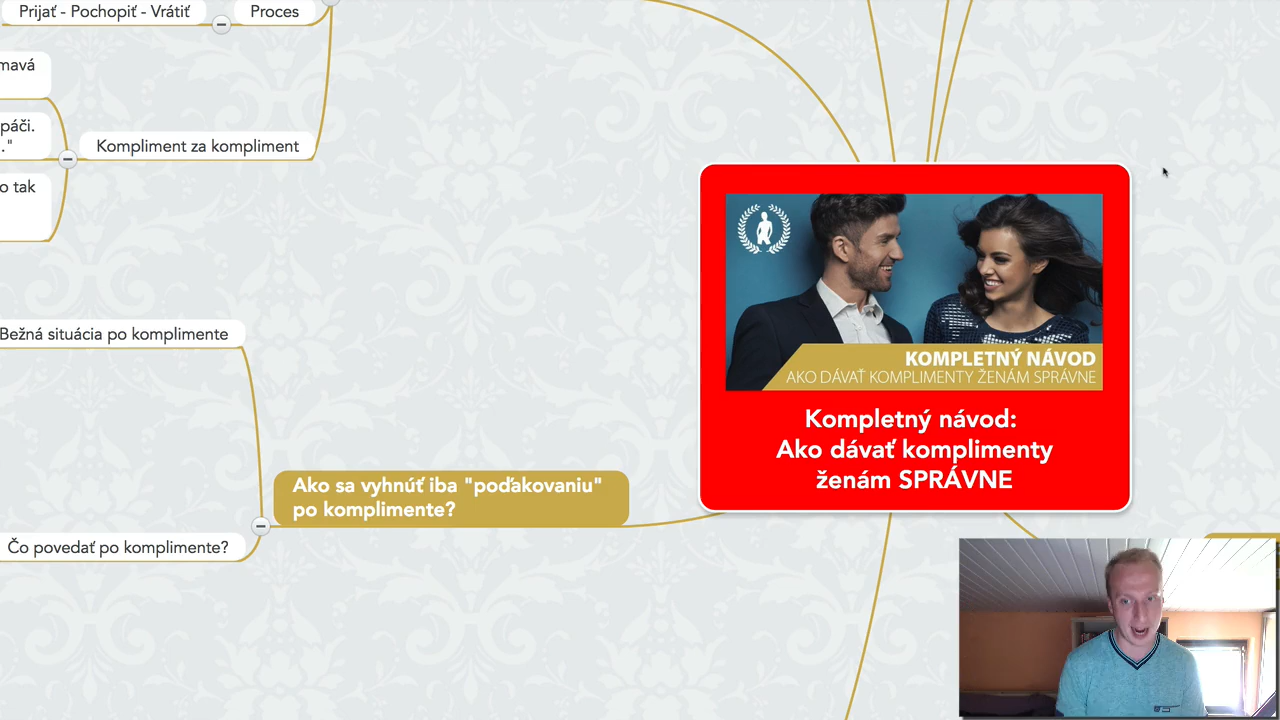 Prijať - Pochopiť - Vrátiť
Proces
mavá
páči.
."
o tak
Kompliment za kompliment
Bežná situácia po komplimente
Ako sa vyhnúť iba "poďakovaniu"
po komplimente?
Čo povedať po komplimente?
KOMPLETNÝ NÁVOD
AKO DÁVAŤ KOMPLIMENTY ŽENÁM SPRÁVNE
Kompletný návod:
Ako dávať komplimenty
ženám SPRÁVNE